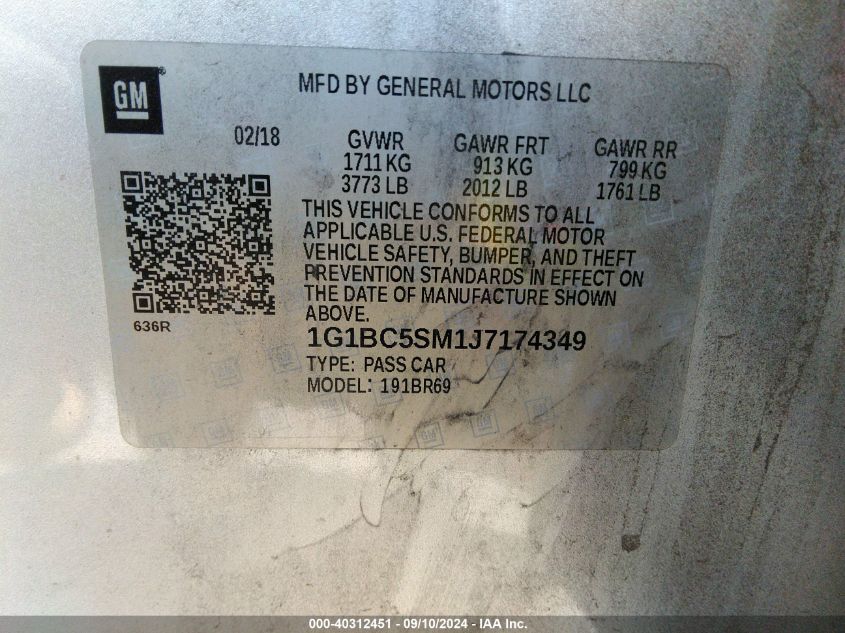 GM ®
MFD BY GENERAL MOTORS LLC
02/18 GVWR GAWR FRT GAWR RR
1711 KG 913 KG 799 KG
3773 LB 2012 LB 1761 LB
THIS VEHICLE CONFORMS TO ALL
APPLICABLE U.S. FEDERAL MOTOR
VEHICLE SAFETY, BUMPER, AND THEFT
PREVENTION STANDARDS IN EFFECT ON
THE DATE OF MANUFACTURE SHOWN
ABOVE.
636R
1G1BC5SM1J7174349
TYPE: PASS CAR
MODEL: 191BR69
000-40312451 - 09/10/2024 - IAA Inc.